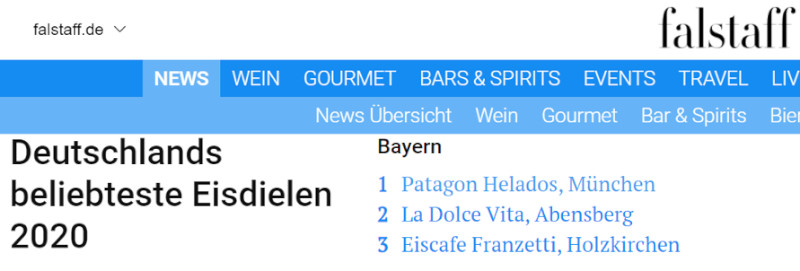 falstaff.de
falstaff
NEWS WEIN GOURMET BARS & SPIRITS EVENTS TRAVEL LIV
News Übersicht Wein Gourmet Bar & Spirits Bie
Deutschlands
beliebteste Eisdielen
2020
Bayern
1 Patagon Helados, München
2 La Dolce Vita, Abensberg
3 Eiscafe Franzetti, Holzkirchen